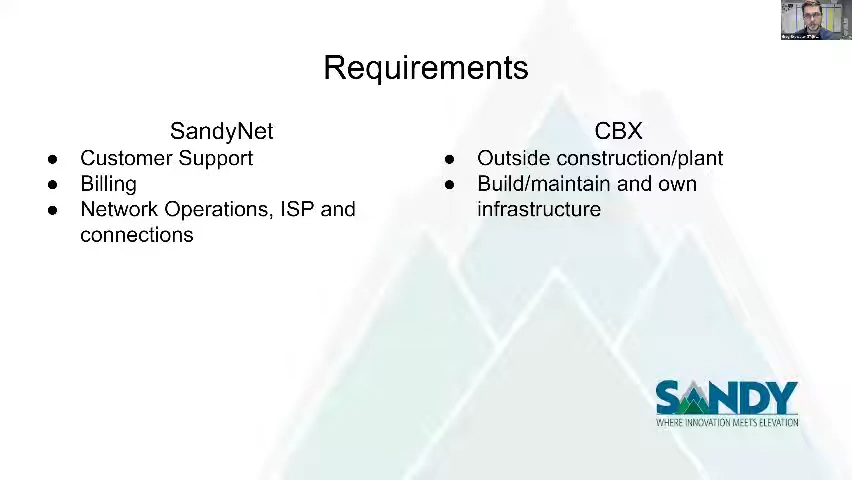 Requirements
SandyNet
● Customer Support
● Billing
● Network Operations, ISP and
connections
CBX
● Outside construction/plant
● Build/maintain and own
infrastructure
SANDY
WHERE INNOVATION MEETS ELEVATION